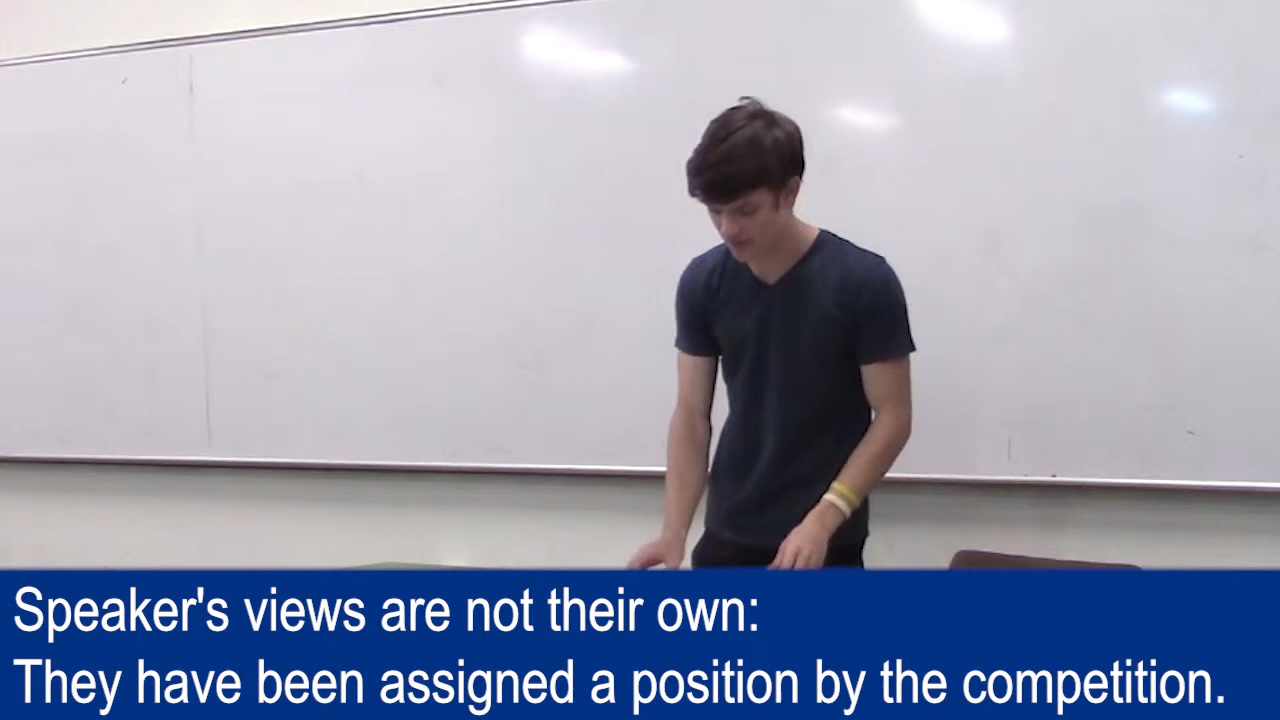 Speaker's views are not their own:
They have been assigned a position by the competition.